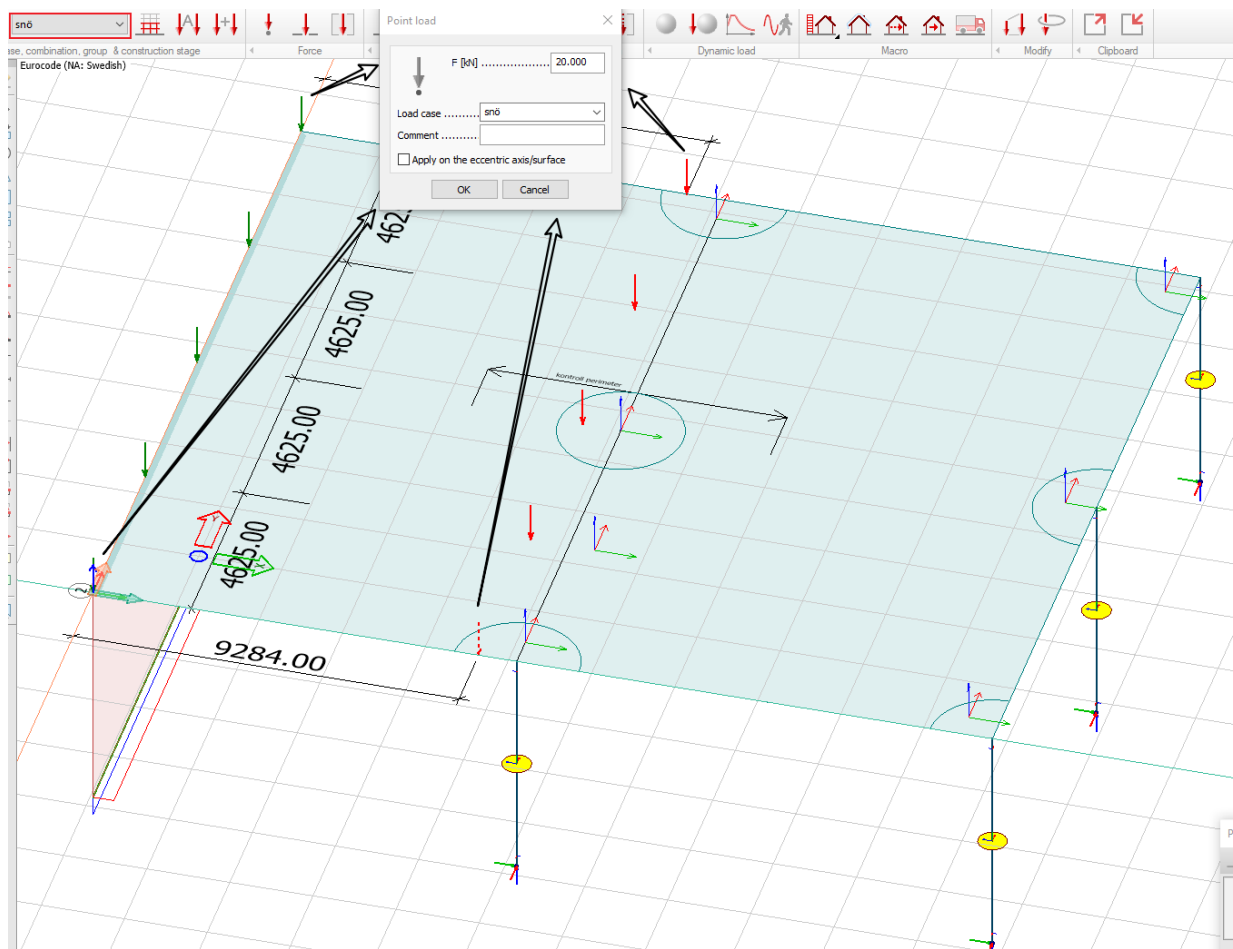 snö
Point load
ase, combination, group & construction stage
Force
Dynamic load
Macro
Modify
Clipboard
Eurocode (NA: Swedish)
F [kN] ................... 20.000
Load case .......... snö
Comment ..........
Apply on the eccentric axis/surface
OK
Cancel
4625.00
4625.00
4625.00
kontroll perimeter
Y
X
2
9284.00
P